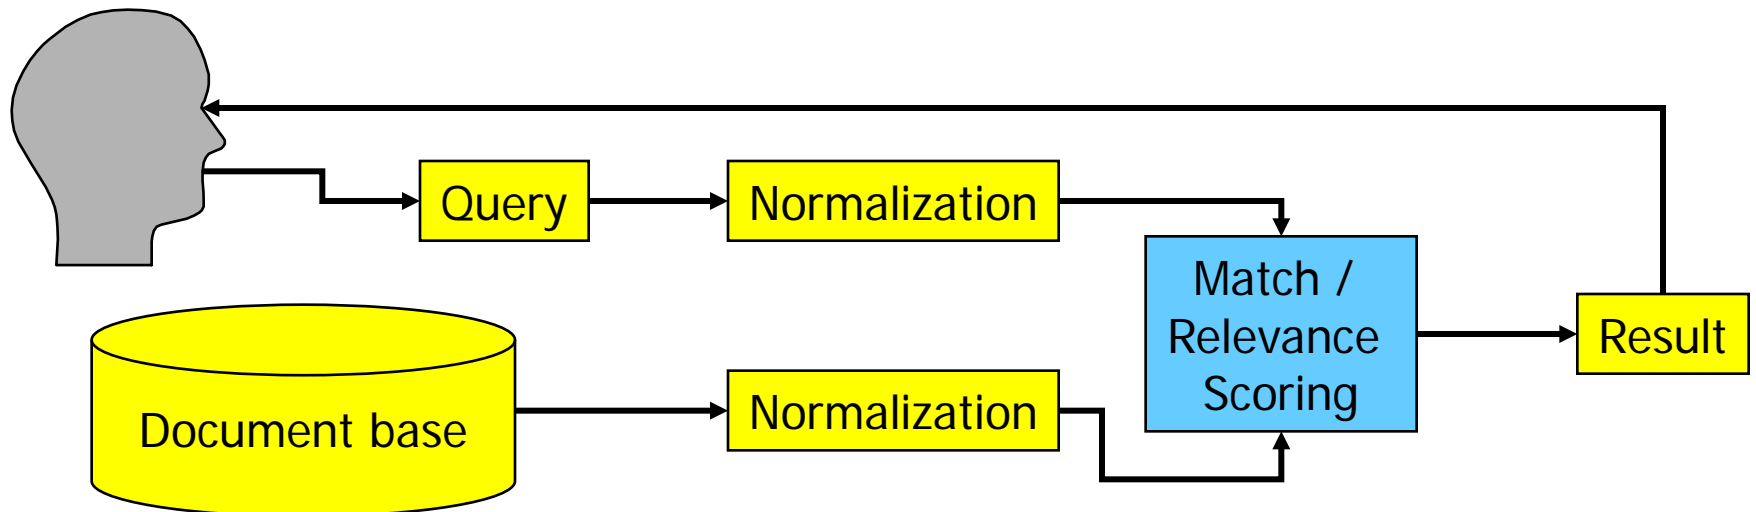 Query
Normalization
Match /
Relevance
Scoring
Result
Document base
Normalization